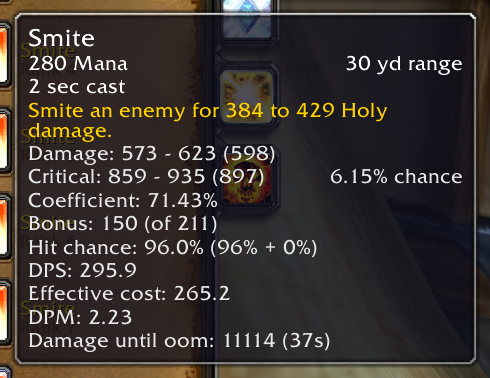 Smite
280 Mana 30 yd range
2 sec cast
Smite an enemy for 384 to 429 Holy
damage.
Damage: 573 - 623 (598)
Critical: 859 - 935 (897) 6.15% chance
Coefficient: 71.43%
Bonus: 150 (of 211)
Hit chance: 96.0% (96% + 0%)
DPS: 295.9
Effective cost: 265.2
DPM: 2.23
Damage until oom: 11114 (37s)